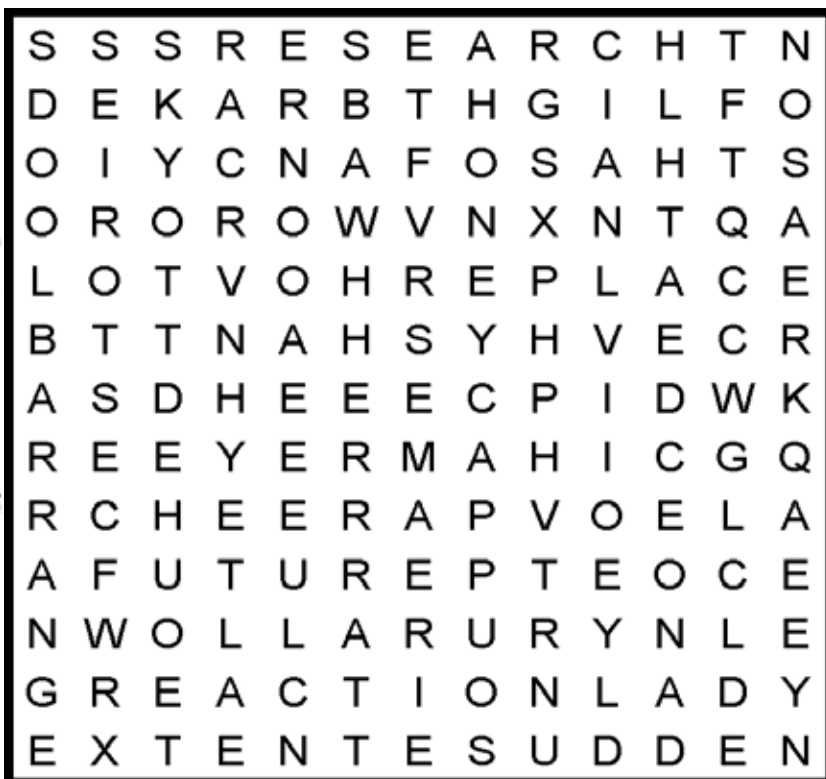 S S S R E S E A R C H T N
D E K A R B T H G I L F O
O I Y C N A F O S A H T S
O R O R O W V N X N T Q A
L O T V O H R E P L A C E
B T T N A H S Y H V E C R
A S D H E E E C P I D W K
R E E Y E R M A H I C G Q
R C H E E R A P V O E L A
A F U T U R E P T E O C E
N W O L L A R U R Y N L E
G R E A C T I O N L A D Y
E X T E N T E S U D D E N